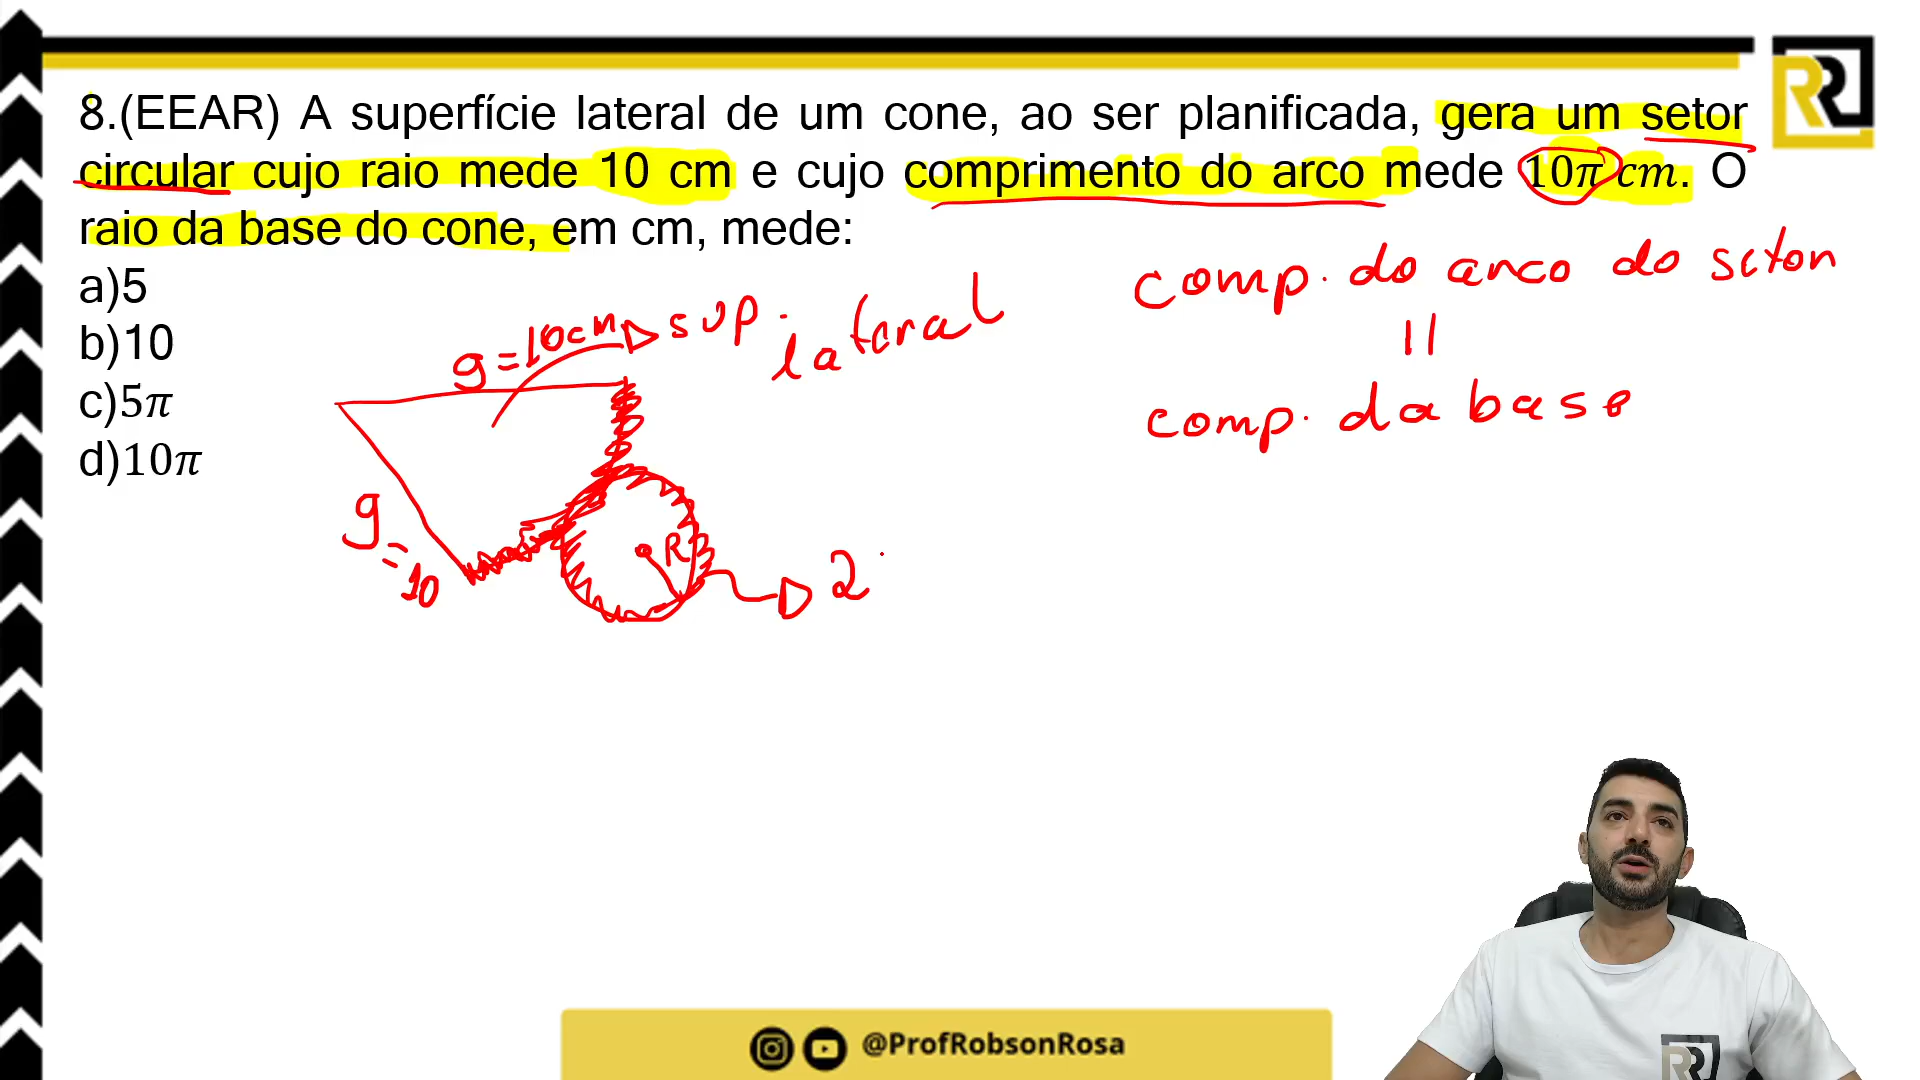 8.(EEAR) A superfície lateral de um cone, ao ser planificada, gera um setor
circular cujo raio mede 10 cm e cujo comprimento do arco mede 10π cm. O
raio da base do cone, em cm, mede:
a)5
b)10
c)5π
d)10π
g=10cm
sup.
lateral
g
=10
R
2
comp. do arco do setor
||
comp. da base
@ProfRobsonRosa
RR
RR